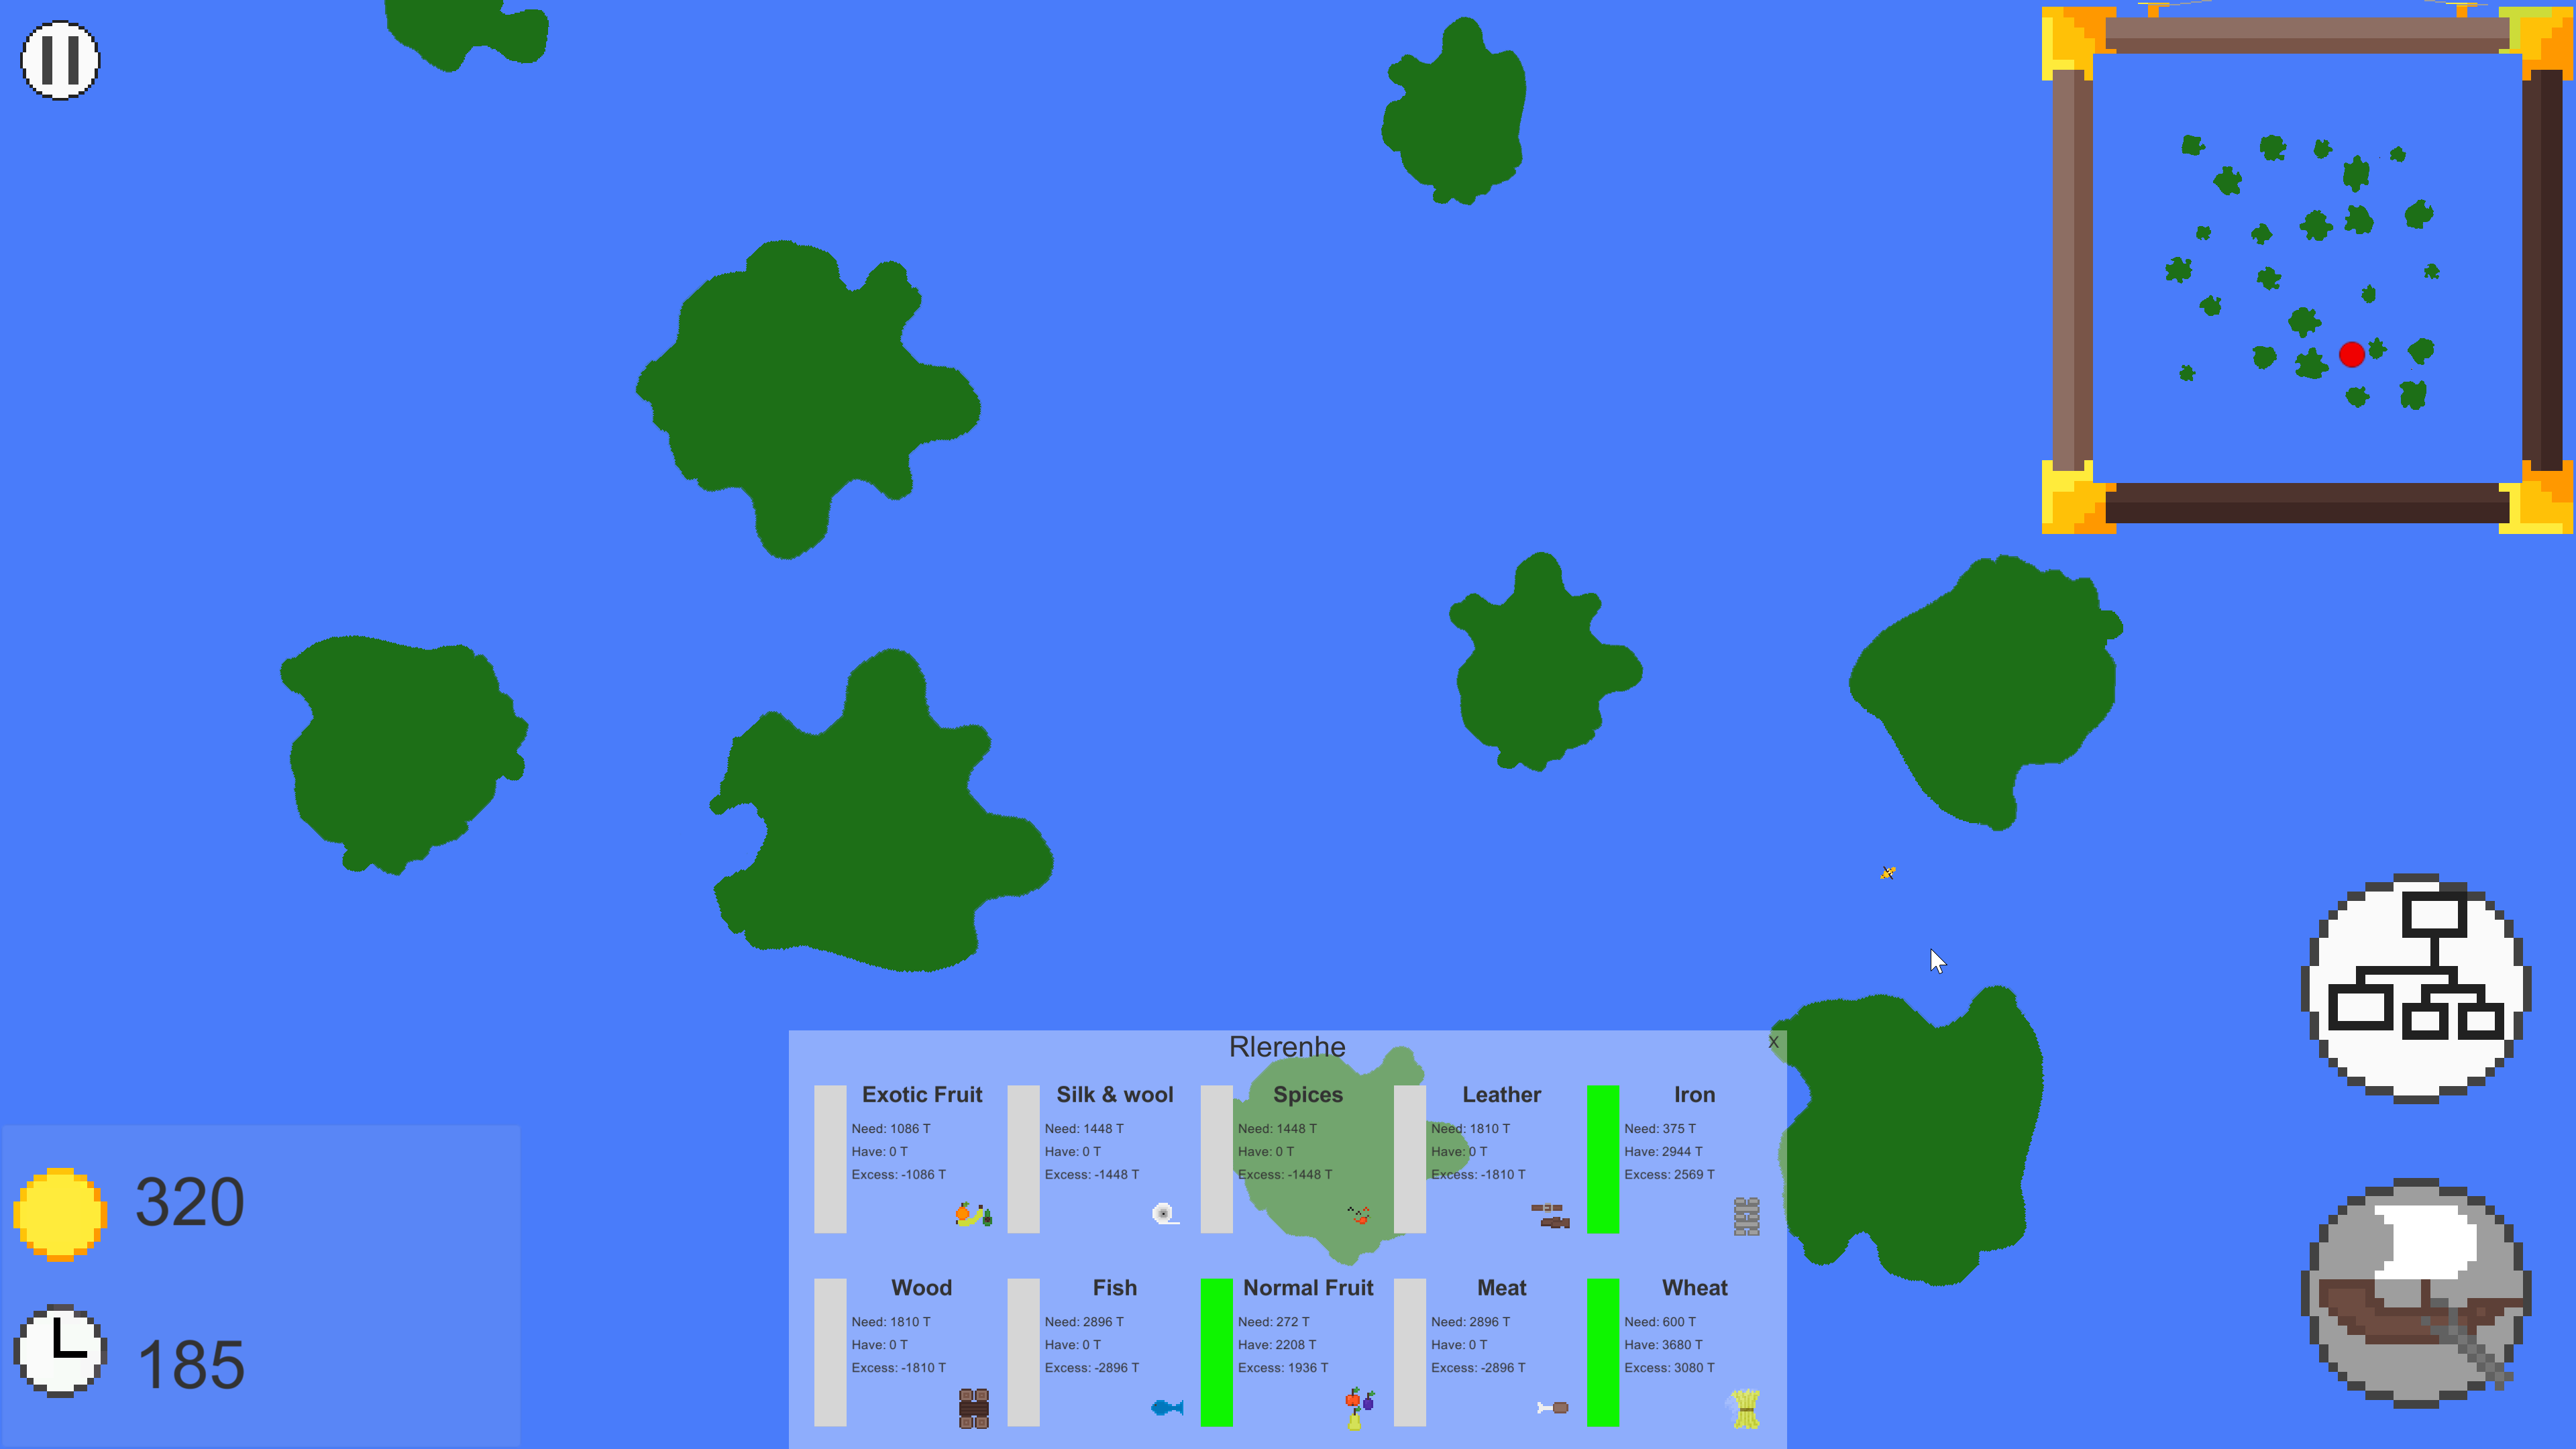 Rlerenhe
X
Exotic Fruit
Need: 1086 T
Have: 0 T
Excess: -1086 T
Silk & wool
Need: 1448 T
Have: 0 T
Excess: -1448 T
Spices
Need: 1448 T
Have: 0 T
Excess: -1448 T
Leather
Need: 1810 T
Have: 0 T
Excess: -1810 T
Iron
Need: 375 T
Have: 2944 T
Excess: 2569 T
Wood
Need: 1810 T
Have: 0 T
Excess: -1810 T
Fish
Need: 2896 T
Have: 0 T
Excess: -2896 T
Normal Fruit
Need: 272 T
Have: 2208 T
Excess: 1936 T
Meat
Need: 2896 T
Have: 0 T
Excess: -2896 T
Wheat
Need: 600 T
Have: 3680 T
Excess: 3080 T
320
185